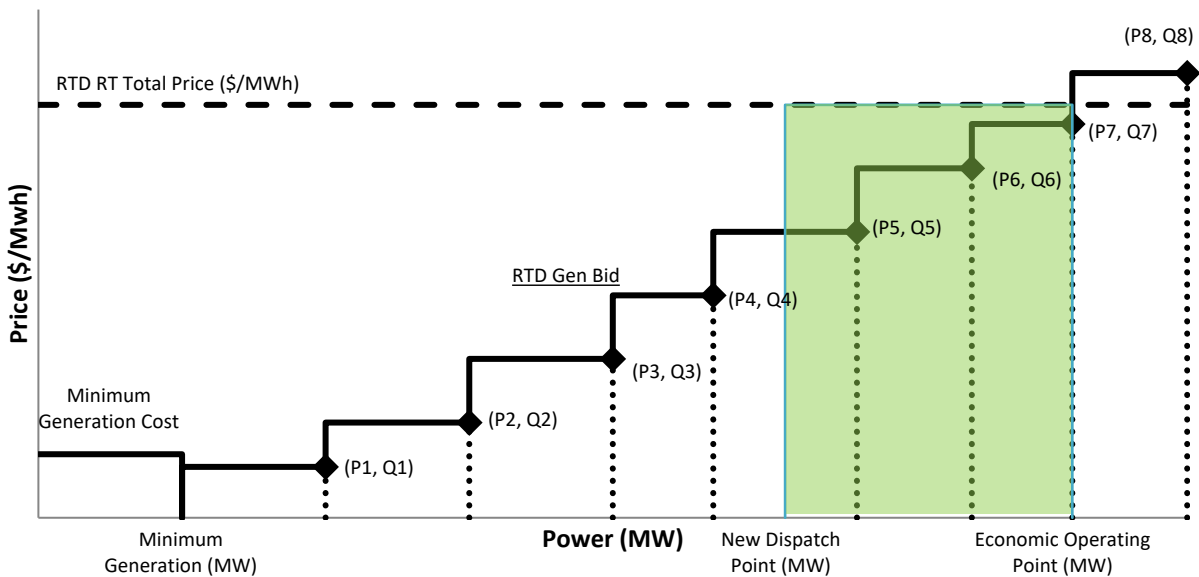 (P8, Q8)
RTD RT Total Price ($/MWh)
(P7, Q7)
(P6, Q6)
(P5, Q5)
RTD Gen Bid
(P4, Q4)
(P3, Q3)
Minimum
Generation Cost
(P2, Q2)
(P1, Q1)
Price ($/Mwh)
Power (MW)
Minimum
Generation (MW)
New Dispatch
Point (MW)
Economic Operating
Point (MW)